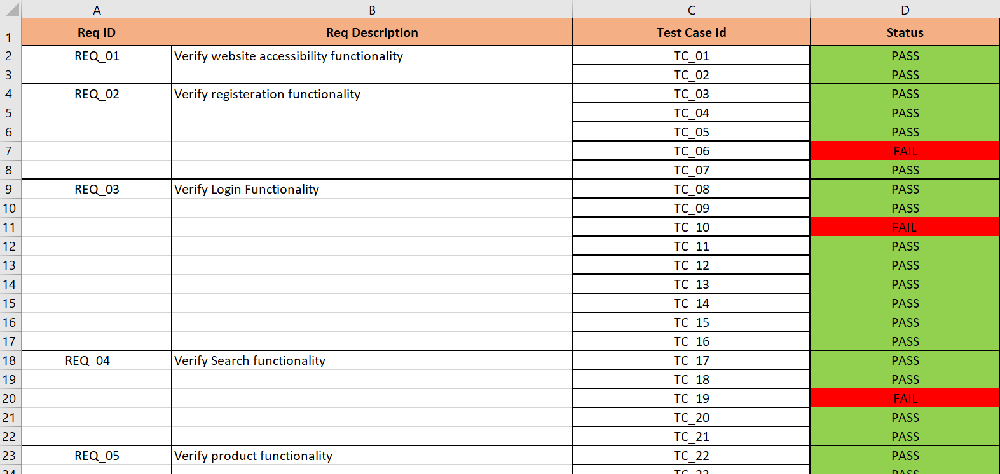 A B C D
1 Req ID Req Description Test Case Id Status
2 REQ_01 Verify website accessibility functionality TC_01 PASS
3 TC_02 PASS
4 REQ_02 Verify registeration functionality TC_03 PASS
5 TC_04 PASS
6 TC_05 PASS
7 TC_06 FAIL
8 TC_07 PASS
9 REQ_03 Verify Login Functionality TC_08 PASS
10 TC_09 PASS
11 TC_10 FAIL
12 TC_11 PASS
13 TC_12 PASS
14 TC_13 PASS
15 TC_14 PASS
16 TC_15 PASS
17 TC_16 PASS
18 REQ_04 Verify Search functionality TC_17 PASS
19 TC_18 PASS
20 TC_19 FAIL
21 TC_20 PASS
22 TC_21 PASS
23 REQ_05 Verify product functionality TC_22 PASS
24 TC_23 PASS